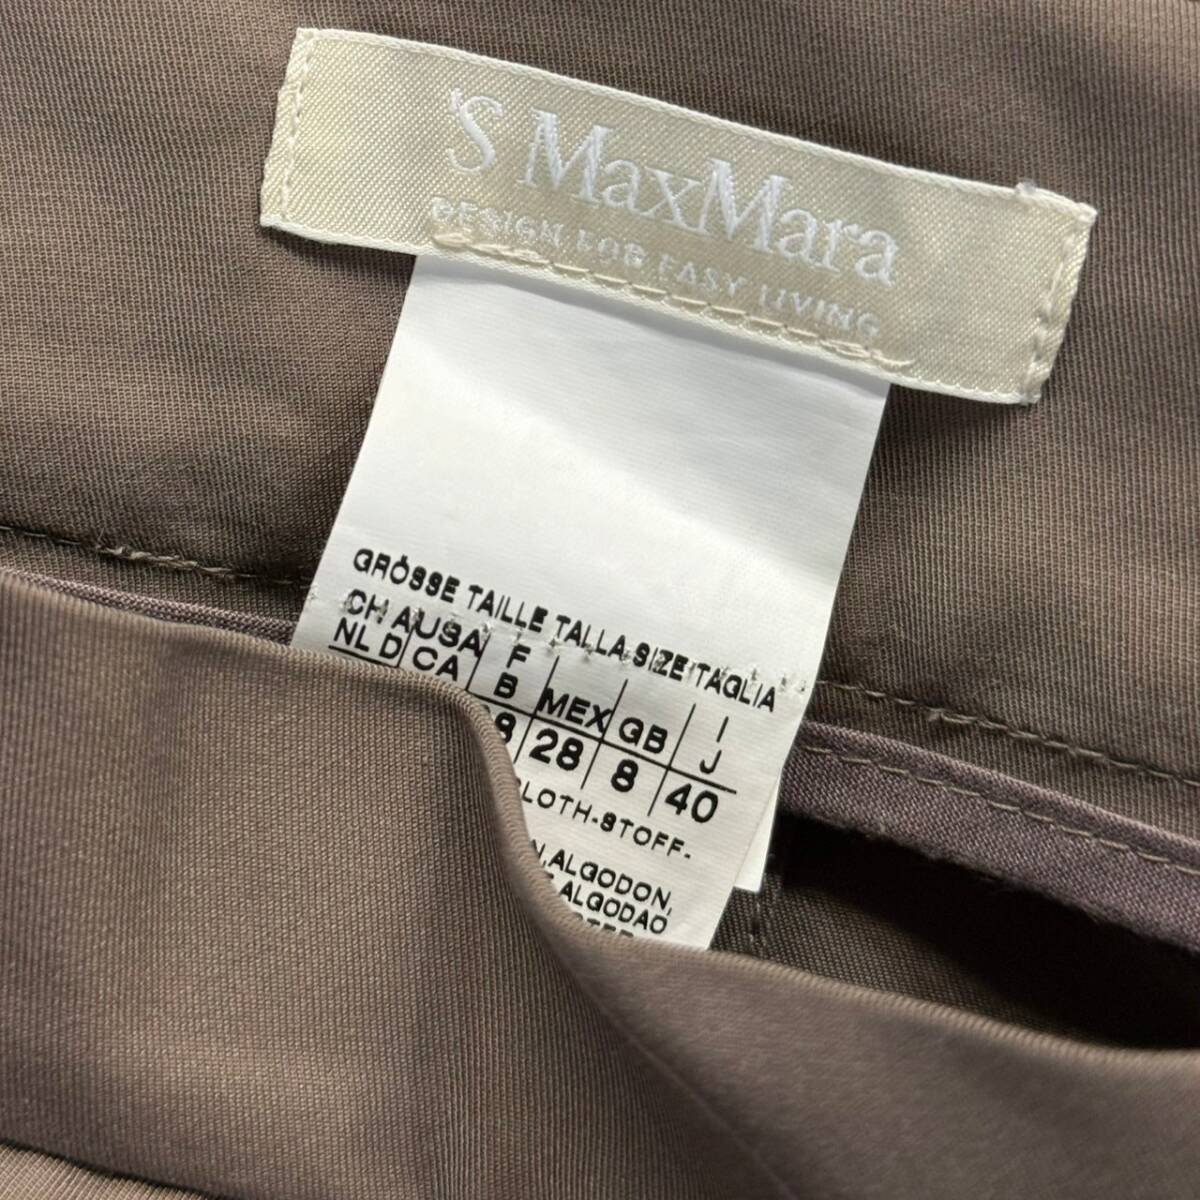 'S MaxMara
DESIGN FOR EASY LIVING
GRÖSSE TAILLE TALLA SIZE TAGLIA
CH A USA F I
NL D CA B MEX GB J
8 28 8 40
CLOTH-STOFF-
ALGODON,
ALGODAO